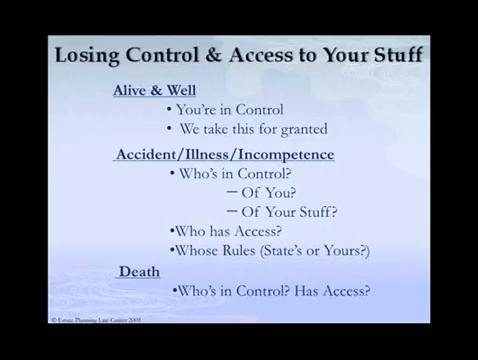 Losing Control & Access to Your Stuff
Alive & Well
• You're in Control
• We take this for granted
Accident/Illness/Incompetence
• Who's in Control?
– Of You?
– Of Your Stuff?
•Who has Access?
•Whose Rules (State's or Yours?)
Death
•Who's in Control? Has Access?
© Estate Planning Law Center